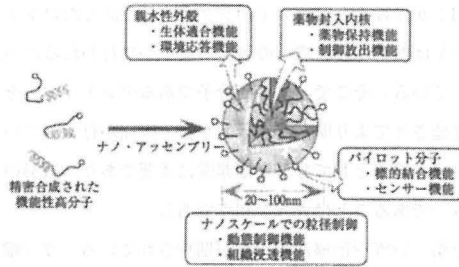 親水性外殻
・生体適合機能
・環境応答機能
薬物封入内核
・薬物保持機能
・制御放出機能
ナノ・アッセンブリー
精密合成された
機能性高分子
パイロット分子
・標的結合機能
・センサー機能
20~100nm
ナノスケールでの粒径制御
動態制御機能
組織浸透機能